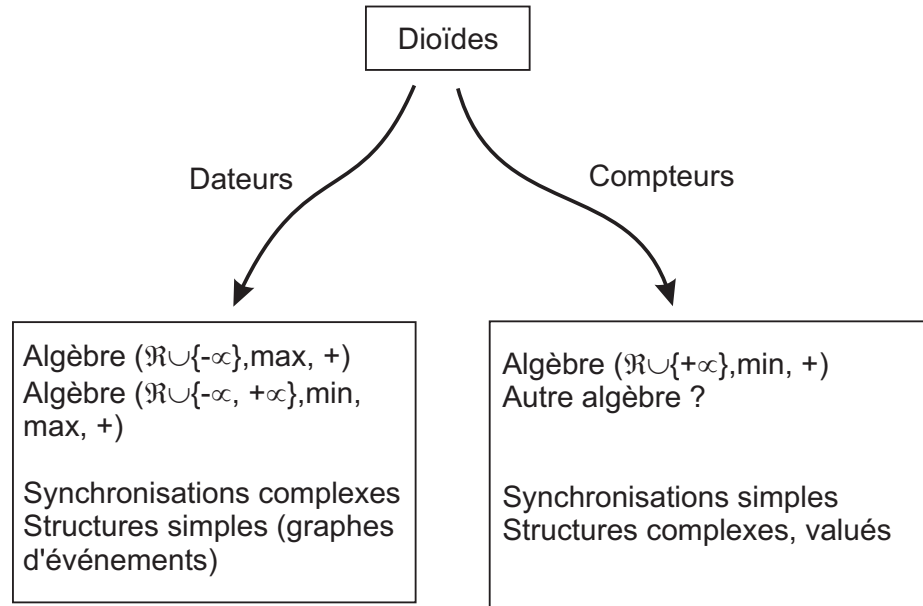 Dioïdes
Dateurs
Compteurs
Algèbre (ℜ∪{-∝},max, +)
Algèbre (ℜ∪{-∝, +∝},min,
max, +)
Synchronisations complexes
Structures simples (graphes
d'événements)
Algèbre (ℜ∪{+∝},min, +)
Autre algèbre ?
Synchronisations simples
Structures complexes, valués